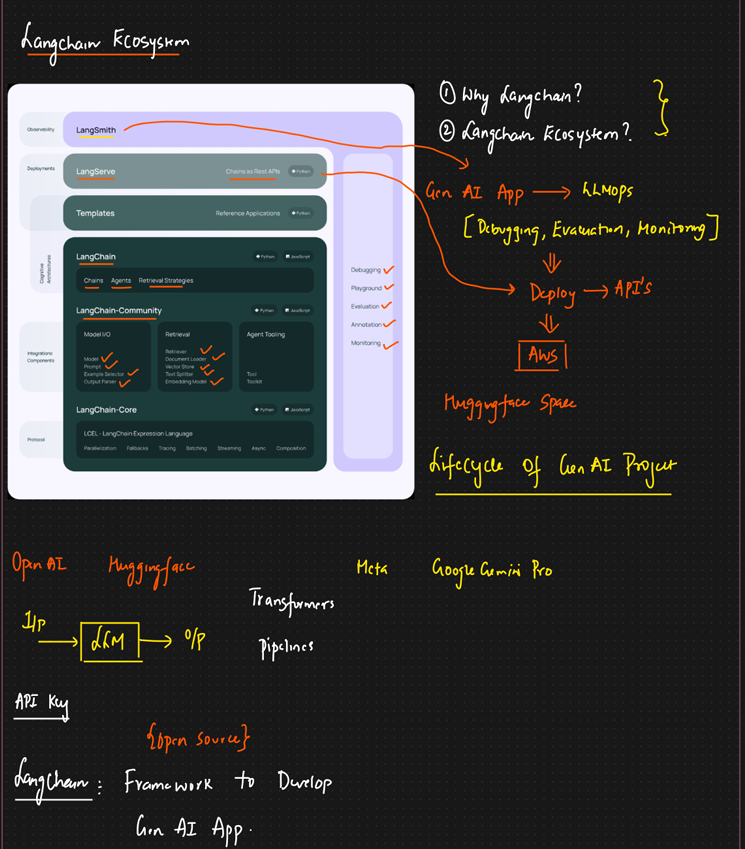 Langchain Ecosystem
Observability
LangSmith
Deployments
LangServe
Chains as Rest APIs
Python
Templates
Reference Applications
Python
Cognitive Architectures
LangChain
Python
JavaScript
Chains Agents Retrieval Strategies
LangChain-Community
Python
JavaScript
Integrations
Components
Model I/O
Model
Prompt
Example Selector
Output Parser
Retrieval
Retriever
Document Loader
Vector Store
Text Splitter
Embedding Model
Agent Tooling
Tool
Toolkit
LangChain-Core
Python
JavaScript
Protocol
LCEL - LangChain Expression Language
Parallelization Fallbacks Tracing Batching Streaming Async Composition
Debugging
Playground
Evaluation
Annotation
Monitoring
① Why Langchain?
② Langchain Ecosystem?
Gen AI App → LLMOPS
[Debugging, Evaluation, Monitoring]
Deploy → API's
AWS
Huggingface Space
Lifecycle of Gen AI Project
Open AI Huggingface Meta Google Gemini Pro
Transformers
I/p → LLM → O/P
Pipelines
API Key
{Open Source}
Langchain: Framework to Develop
Gen AI App.